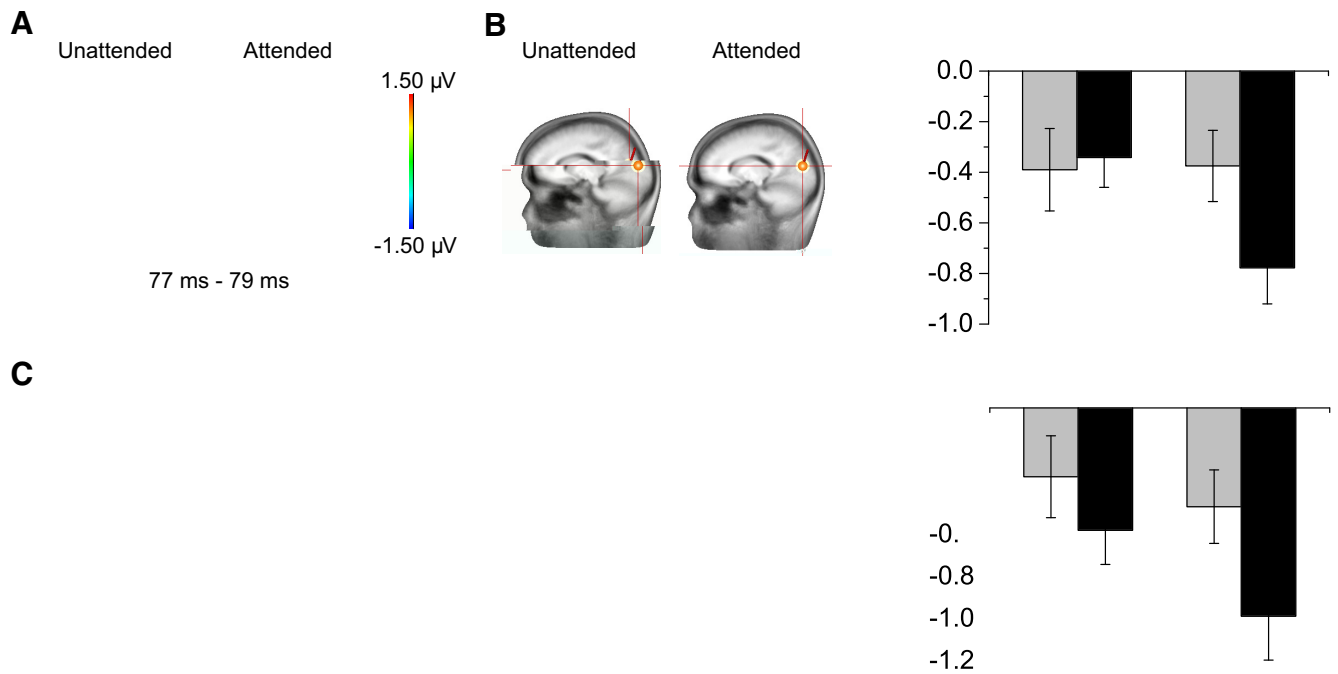 A
Unattended
Attended
1.50 µV
-1.50 µV
77 ms - 79 ms
B
Unattended
Attended
0.0
-0.2
-0.4
-0.6
-0.8
-1.0
C
-0.
-0.8
-1.0
-1.2